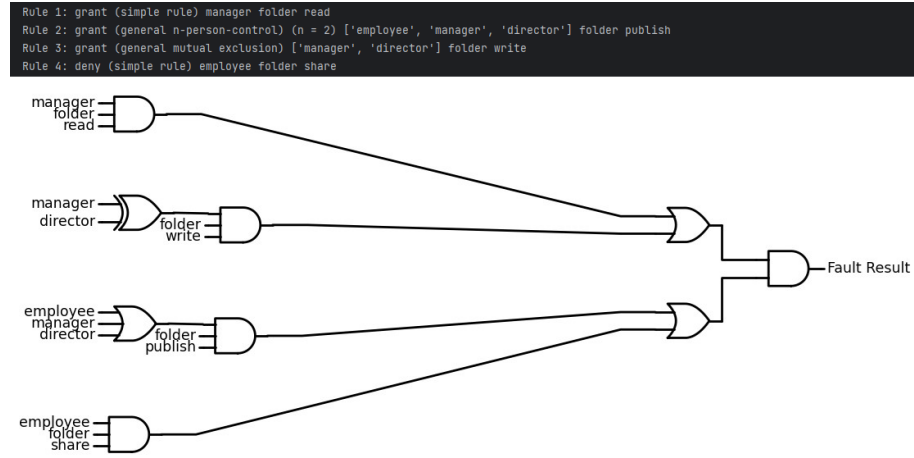 Rule 1: grant (simple rule) manager folder read
Rule 2: grant (general n-person-control) (n = 2) ['employee', 'manager', 'director'] folder publish
Rule 3: grant (general mutual exclusion) ['manager', 'director'] folder write
Rule 4: deny (simple rule) employee folder share
manager
folder
read
manager
director
folder
write
employee
manager
director
folder
publish
employee
folder
share
Fault Result